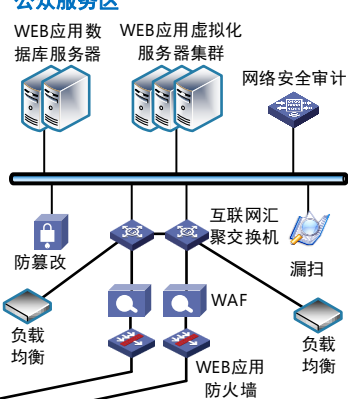 公众服务区
WEB应用数
据库服务器
WEB应用虚拟化
服务器集群
网络安全审计
互联网汇
聚交换机
防篡改
漏扫
WAF
负载
均衡
负载
均衡
WEB应用
防火墙